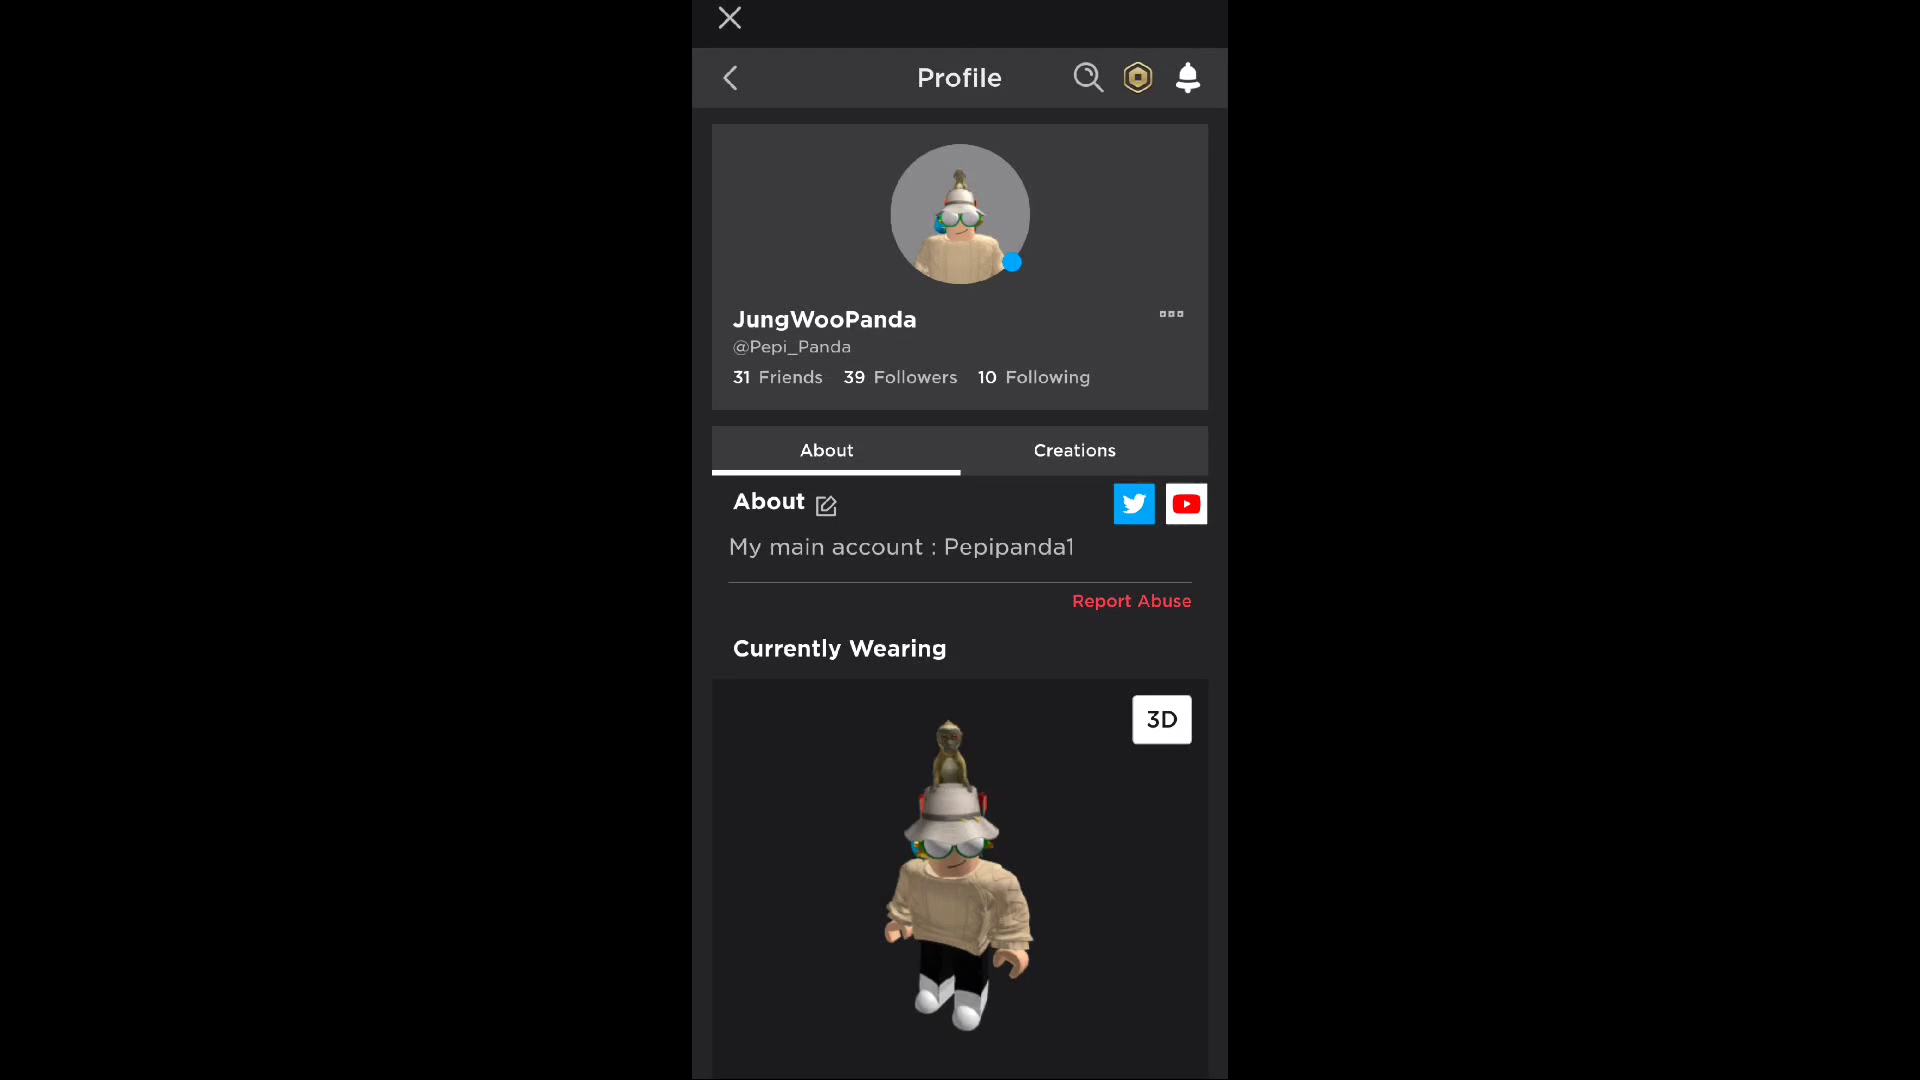 Profile
JungWooPanda
@Pepi_Panda
31 Friends 39 Followers 10 Following
About Creations
About
My main account : Pepipanda1
Report Abuse
Currently Wearing
3D